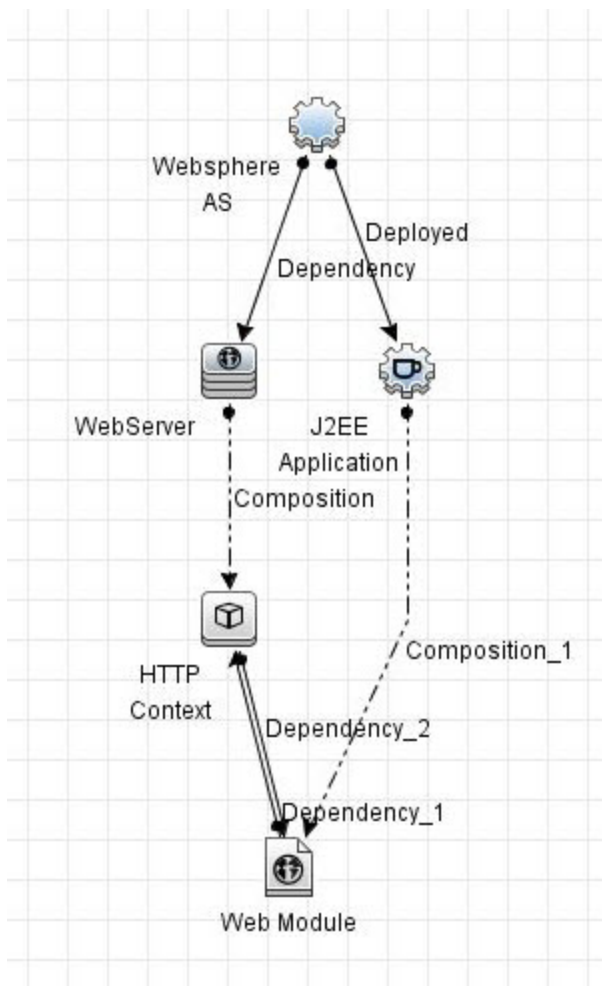 Websphere
AS
Deployed
Dependency
WebServer
J2EE
Application
Composition
HTTP
Context
Composition_1
Dependency_2
Dependency_1
Web Module